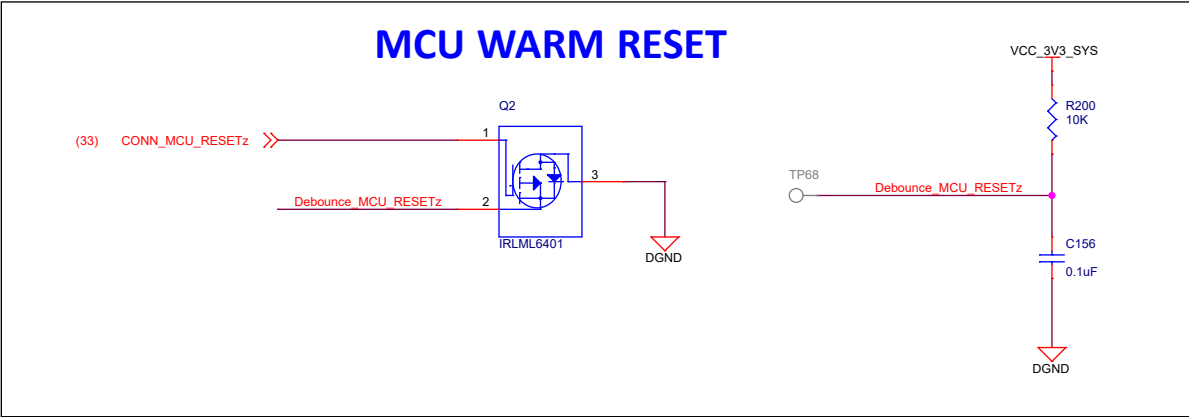 MCU WARM RESET
VCC_3V3_SYS
Q2
R200
10K
(33) CONN_MCU_RESETz
1
3
TP68
Debounce_MCU_RESETz
Debounce_MCU_RESETz
2
IRLML6401
DGND
C156
0.1uF
DGND